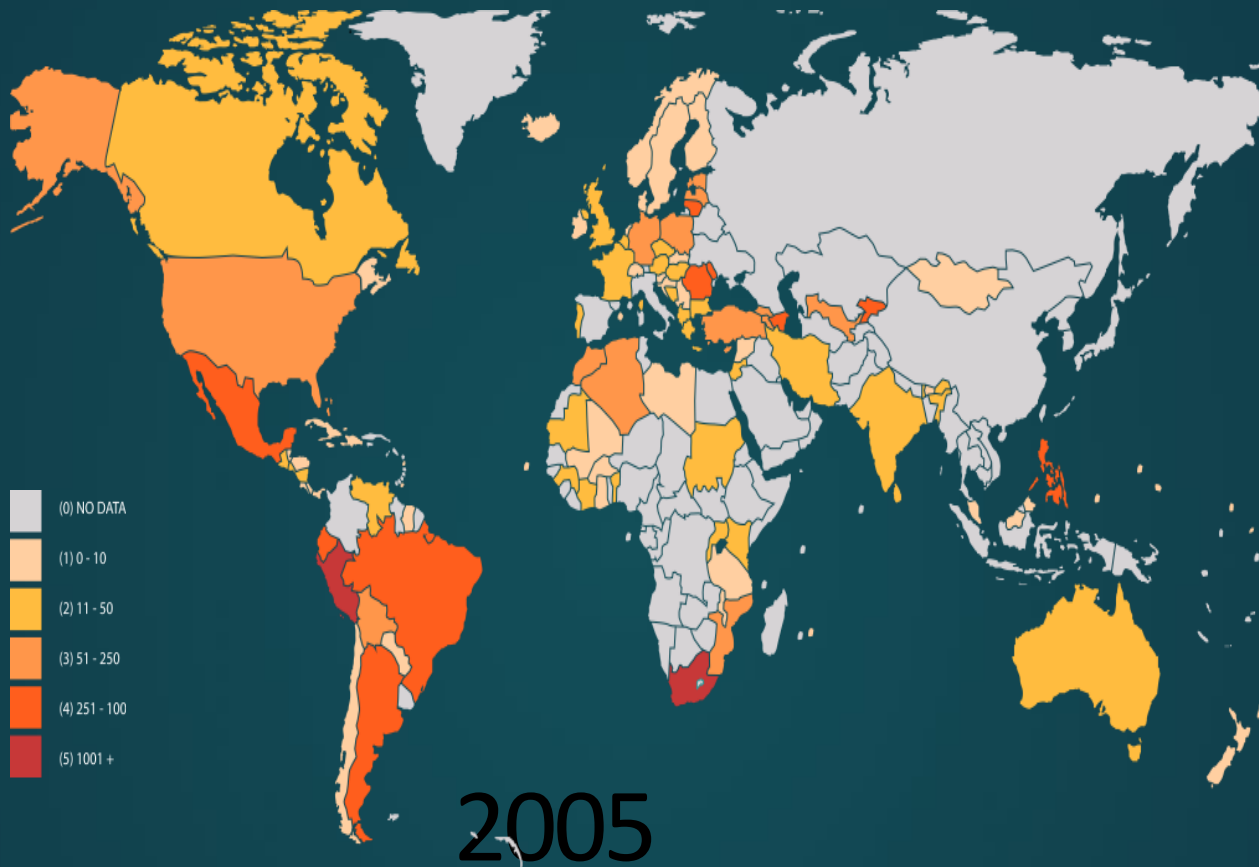 (0) NO DATA
(1) 0 - 10
(2) 11 - 50
(3) 51 - 250
(4) 251 - 100
(5) 1001 +
2005